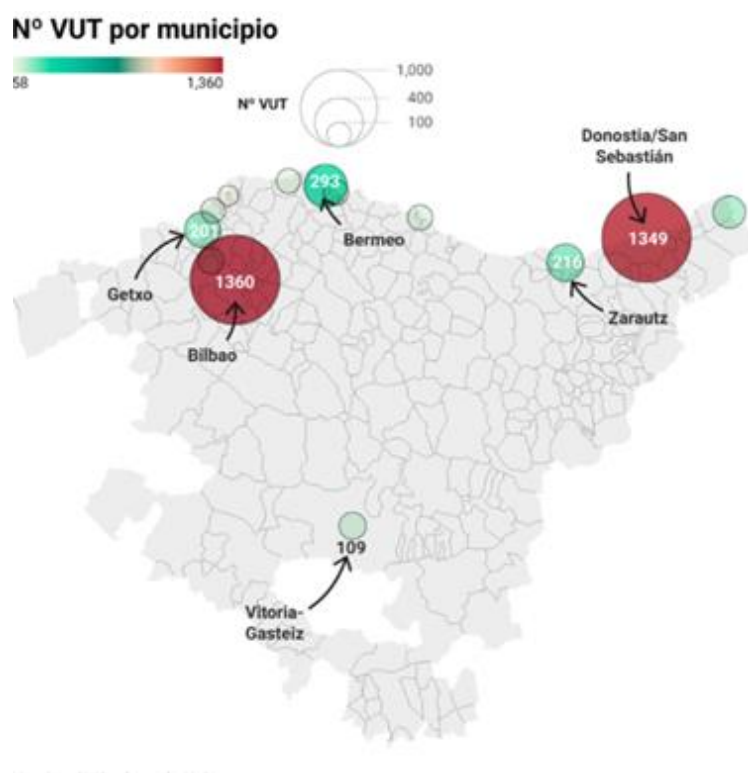 Nº VUT por municipio
58
1,360
Nº VUT
1,000
400
100
Donostia/San
Sebastián
293
201
Bermeo
1349
216
Getxo
1360
Zarautz
Bilbao
109
Vitoria-
Gasteiz